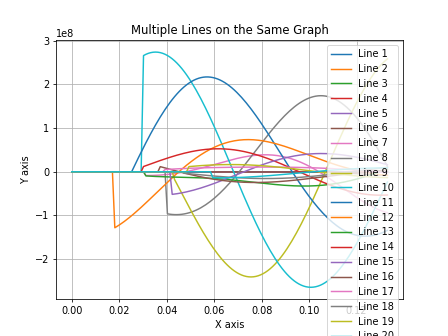 Multiple Lines on the Same Graph
1e8
3
2
1
0
−1
−2
Y axis
0.00
0.02
0.04
0.06
0.08
0.10
X axis
Line 1
Line 2
Line 3
Line 4
Line 5
Line 6
Line 7
Line 8
Line 9
Line 10
Line 11
Line 12
Line 13
Line 14
Line 15
Line 16
Line 17
Line 18
Line 19
Line 20